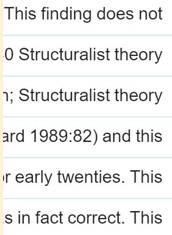 This finding does not
0 Structuralist theory
n; Structuralist theory
ard 1989:82) and this
r early twenties. This
s in fact correct. This